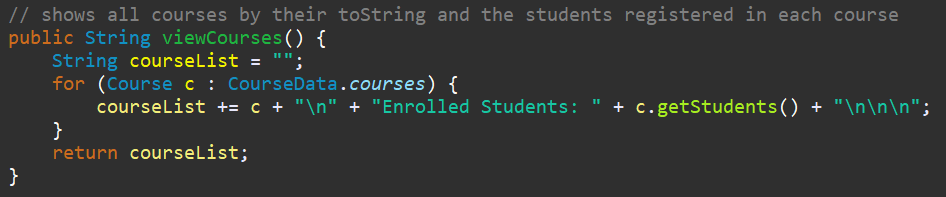 // shows all courses by their toString and the students registered in each course
public String viewCourses() {
    String courseList = "";
    for (Course c : CourseData.courses) {
        courseList += c + "\n" + "Enrolled Students: " + c.getStudents() + "\n\n\n";
    }
    return courseList;
}